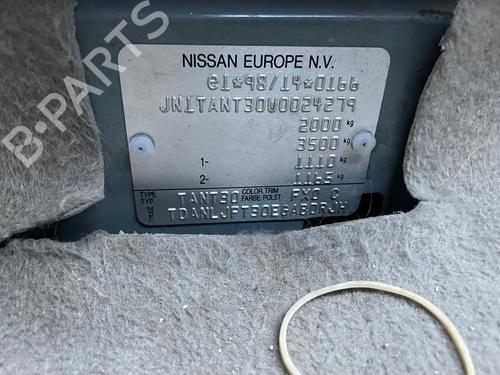 NISSAN EUROPE N.V.
e1*98/14*0166
JN1TANT30U0024279
2000 kg
3500 kg
1- 1110 kg
2- 1165 kg
TYPE TYP TANT30 COLOR,TRIM FARBE,POLST FX0 G
TDANLJFT30EGA8DRJH
B-PARTS